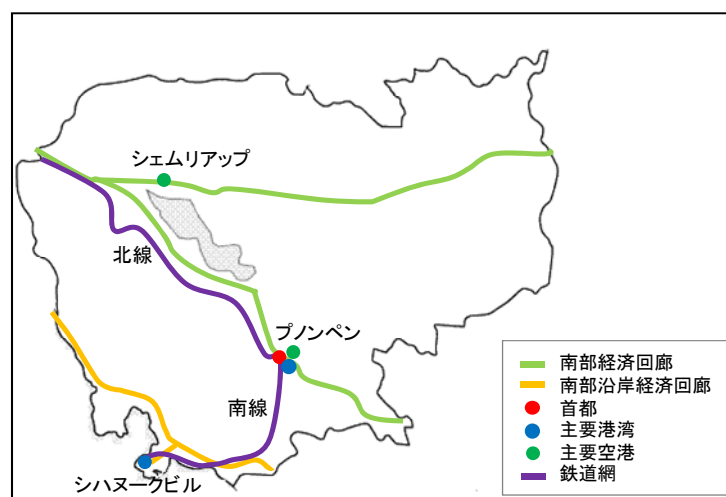 シェムリアップ
北線
プノンペン
南線
シハヌークビル
南部経済回廊
南部沿岸経済回廊
首都
主要港湾
主要空港
鉄道網